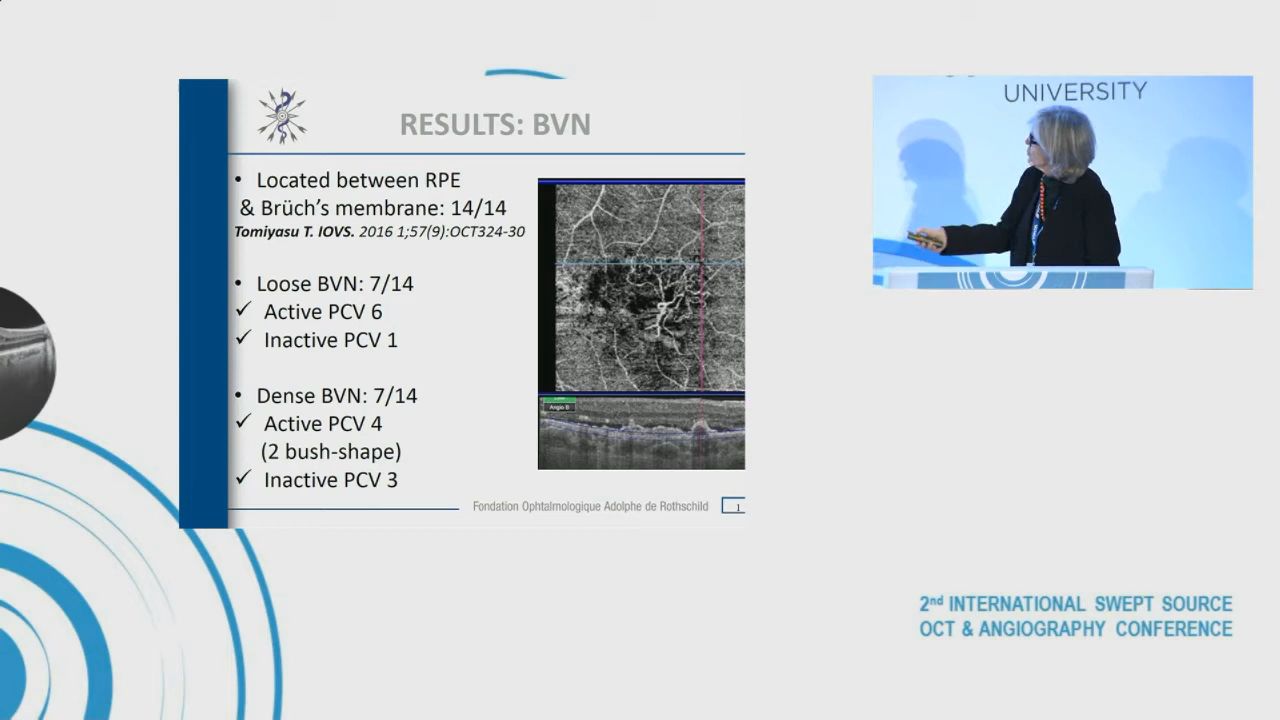 RESULTS: BVN
• Located between RPE
& Brüch’s membrane: 14/14
Tomiyasu T. IOVS. 2016 1;57(9):OCT324-30
• Loose BVN: 7/14
✓ Active PCV 6
✓ Inactive PCV 1
• Dense BVN: 7/14
✓ Active PCV 4
(2 bush-shape)
✓ Inactive PCV 3
Angio B
Fondation Ophtalmologique Adolphe de Rothschild
1
UNIVERSITY
2nd INTERNATIONAL SWEPT SOURCE
OCT & ANGIOGRAPHY CONFERENCE